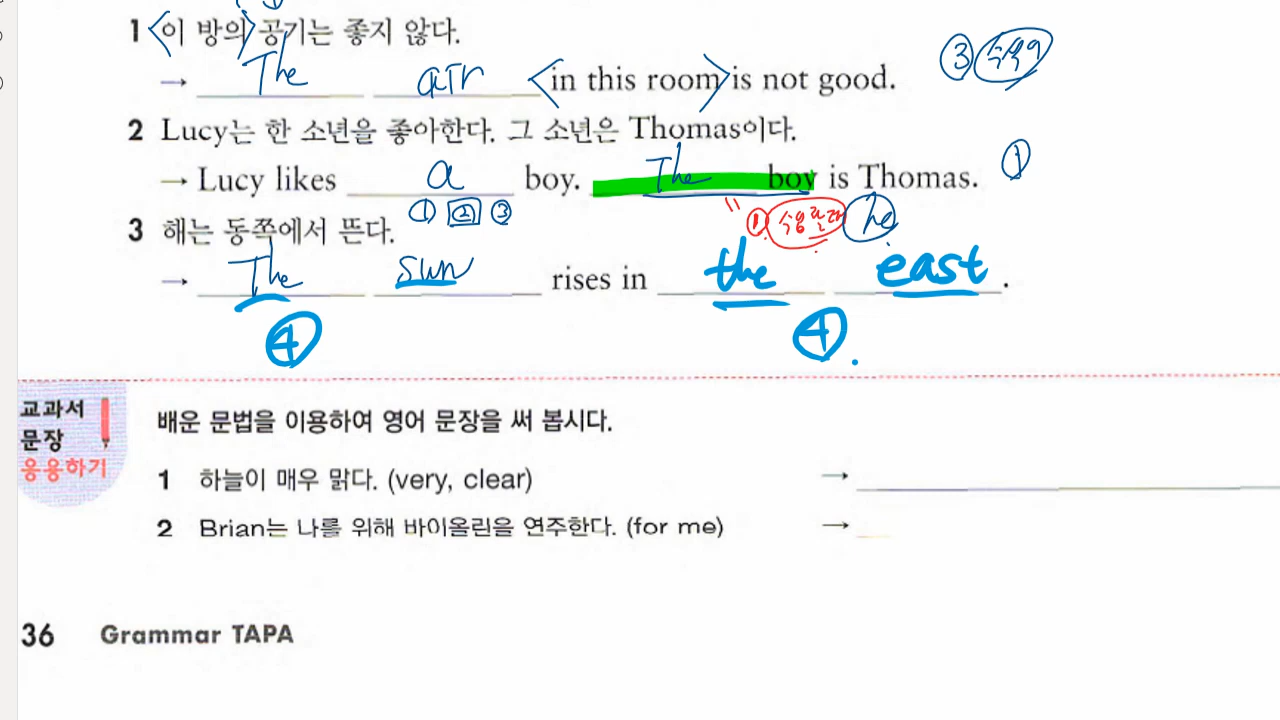 1 <이 방의> 공기는 좋지 않다.
→ The air <in this room> is not good. ③ 수식어
2 Lucy는 한 소년을 좋아한다. 그 소년은 Thomas이다.
→ Lucy likes a boy. The boy is Thomas. ①
① ② ③ " ① he
3 해는 동쪽에서 뜬다.
→ The sun rises in the east.
④ ④.
교과서
문장
응용하기
배운 문법을 이용하여 영어 문장을 써 봅시다.
1 하늘이 매우 맑다. (very, clear) →
2 Brian는 나를 위해 바이올린을 연주한다. (for me) →
36 Grammar TAPA